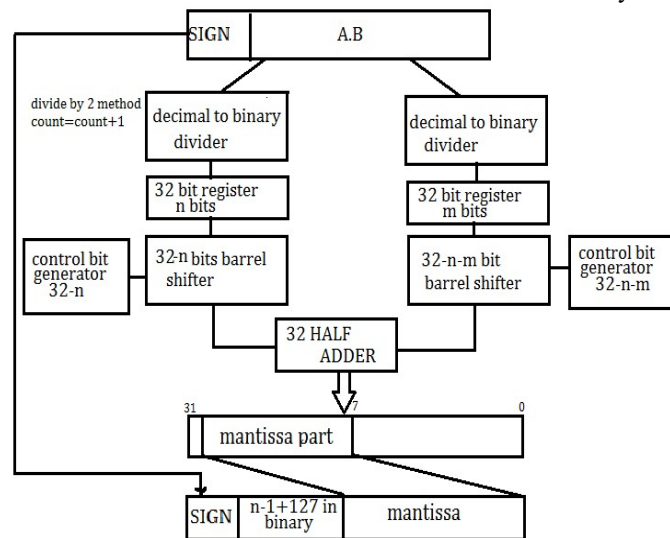 SIGN
A.B
divide by 2 method
count=count+1
decimal to binary
divider
decimal to binary
divider
32 bit register
n bits
32 bit register
m bits
control bit
generator
32-n
32-n bits barrel
shifter
32-n-m bit
barrel shifter
control bit
generator
32-n-m
32 HALF
ADDER
31
7
0
mantissa part
SIGN
n-1+127 in
binary
mantissa